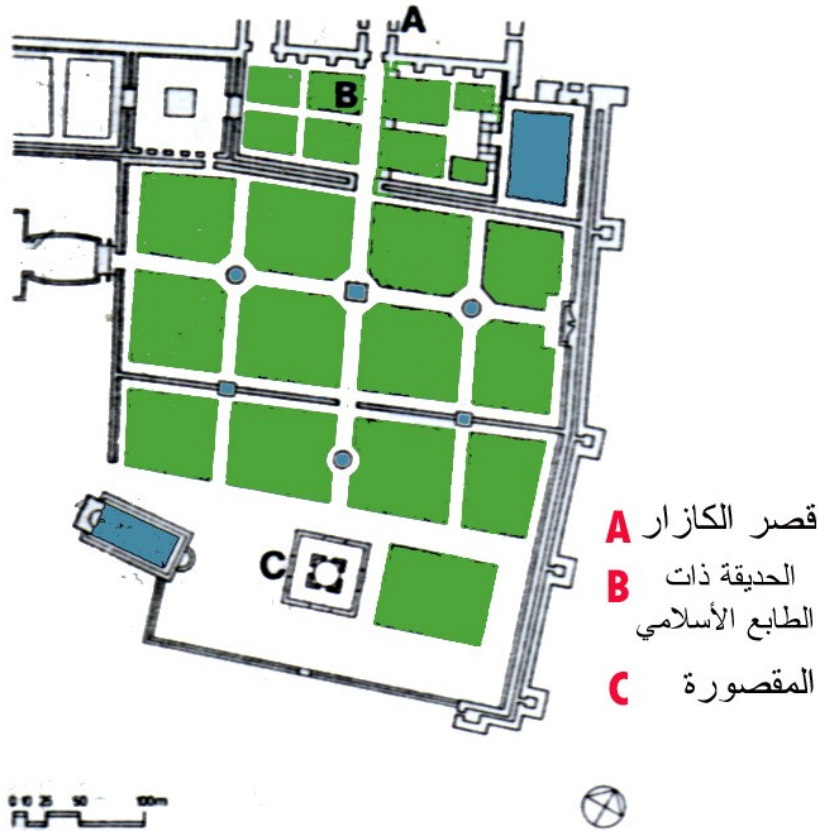 A
B
C
A قصر الكازار
B الحديقة ذات
الطابع الأسلامي
C المقصورة
0 10 25 50 100m